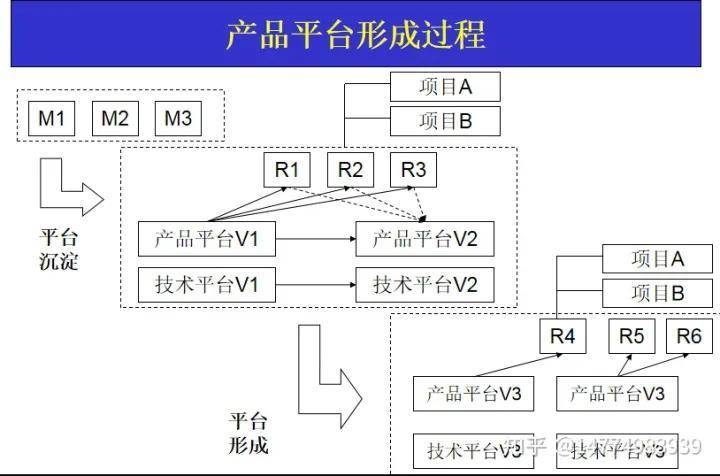 产品平台形成过程
项目A
项目B
M1 M2 M3
R1 R2 R3
平台
沉淀
产品平台V1 产品平台V2
技术平台V1 技术平台V2
项目A
项目B
R4 R5 R6
产品平台V3 产品平台V3
平台
形成
技术平台V3 技术平台V3